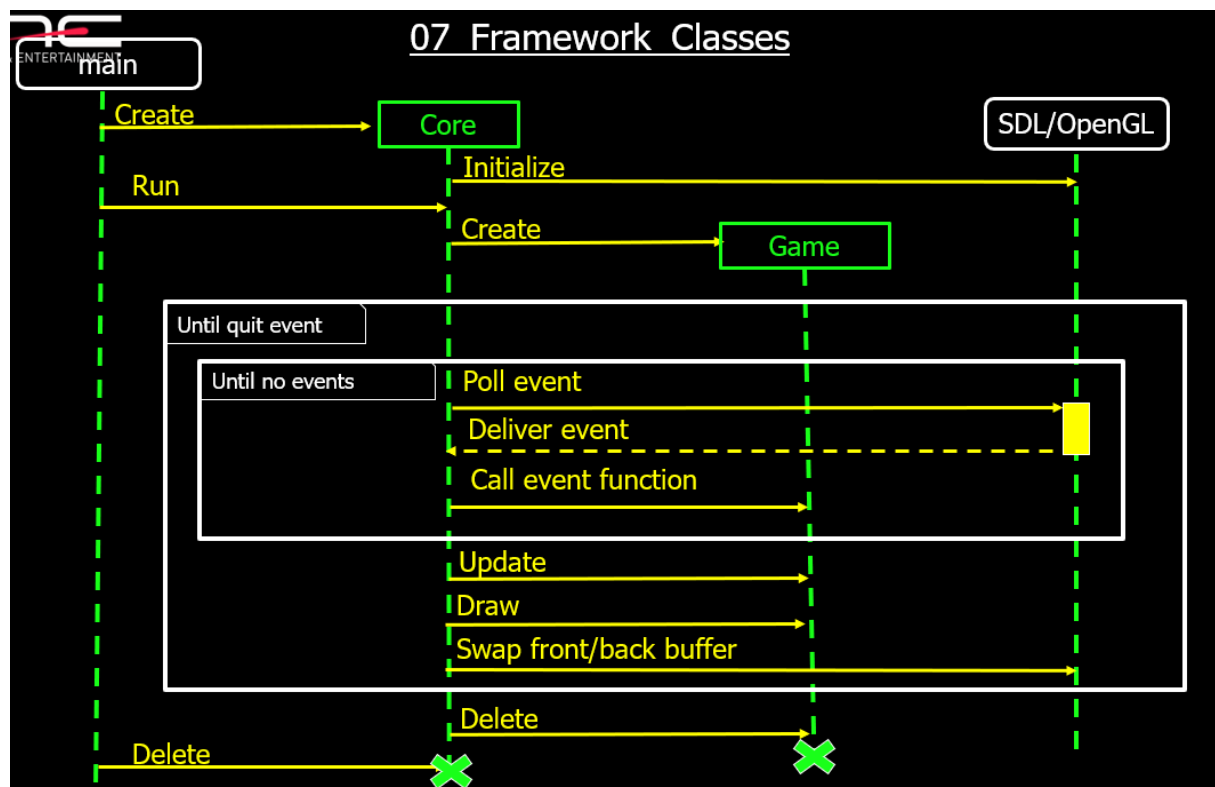 07 Framework Classes
ENTERTAINMENT
main
Create
Core
SDL/OpenGL
Initialize
Run
Create
Game
Until quit event
Until no events
Poll event
Deliver event
Call event function
Update
Draw
Swap front/back buffer
Delete
Delete